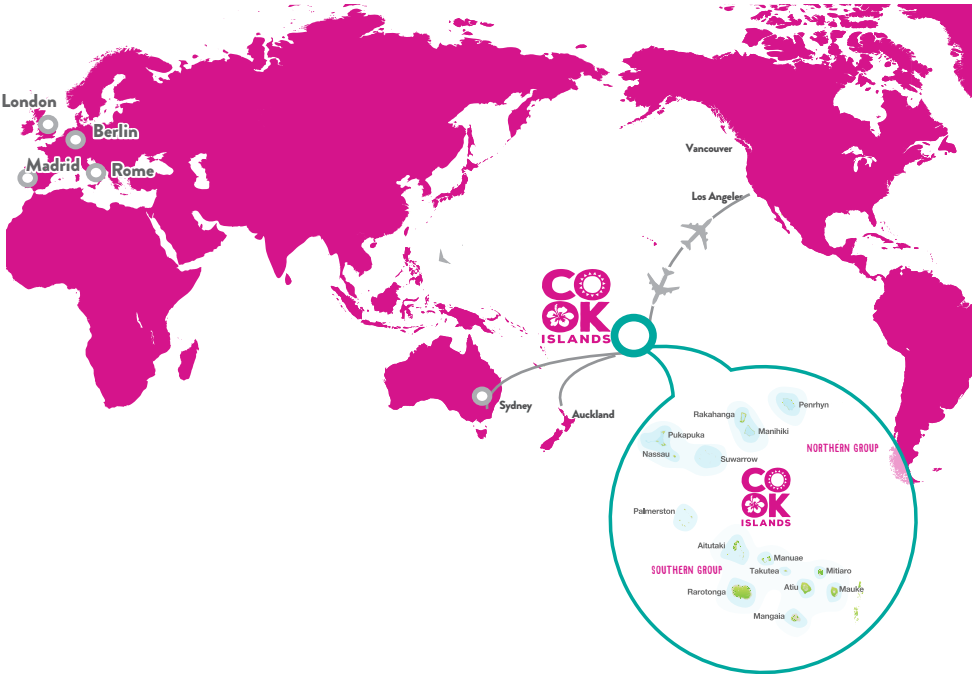 London
Berlin
Madrid
Rome
Vancouver
Los Angeles
COOK
ISLANDS
Sydney
Auckland
Penrhyn
Rakahanga
Manihiki
Pukapuka
Nassau
Suwarrow
NORTHERN GROUP
COOK
ISLANDS
Palmerston
Aitutaki
Manuae
SOUTHERN GROUP
Takutea
Mitiaro
Rarotonga
Atiu
Mauke
Mangaia